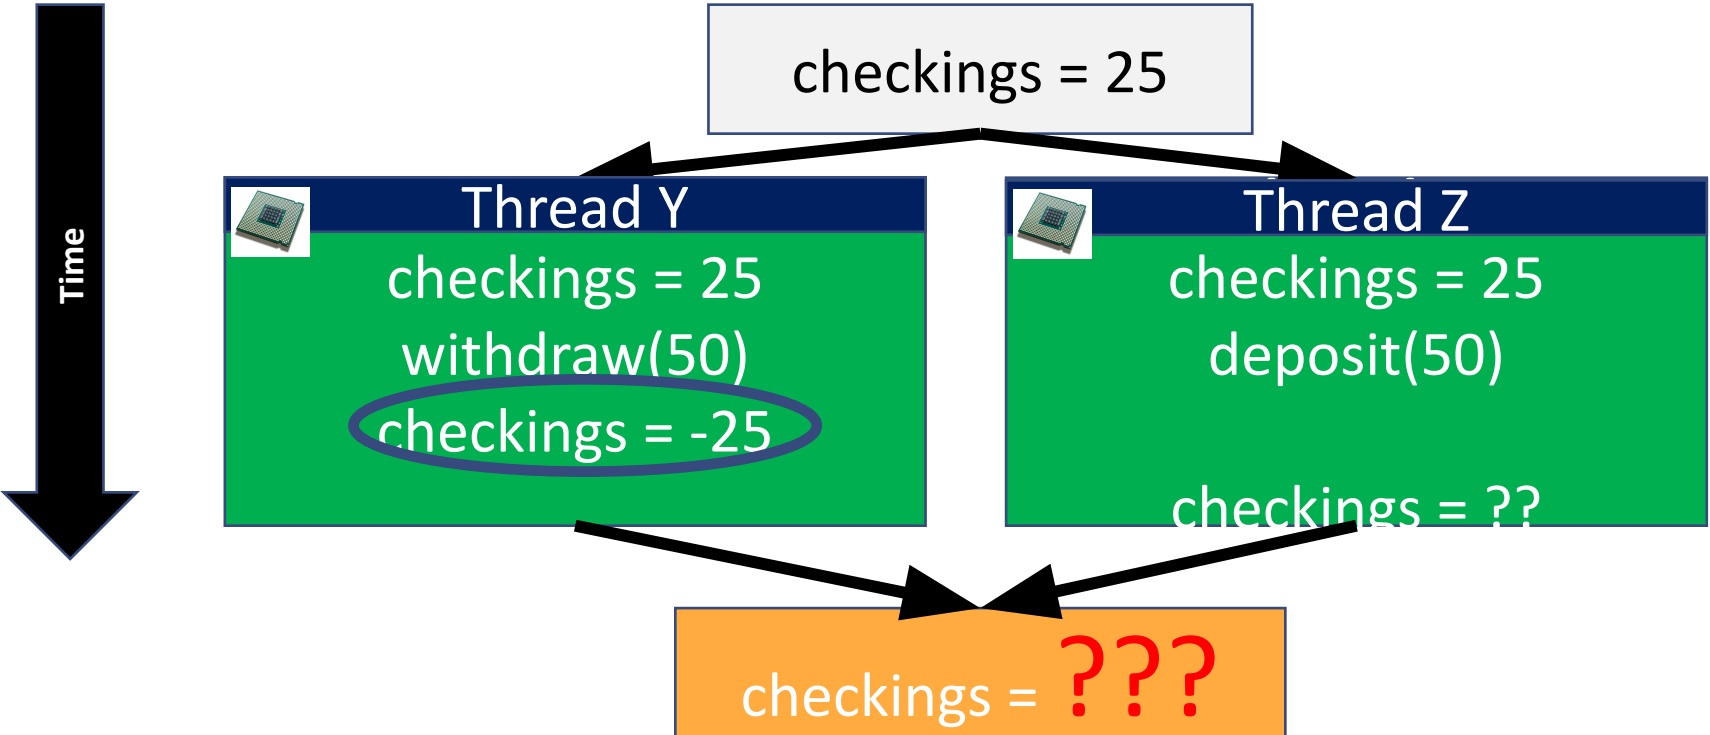 checkings = 25
Time
Thread Y
checkings = 25
withdraw(50)
checkings = -25
Thread Z
checkings = 25
deposit(50)
checkings = ??
checkings = ???